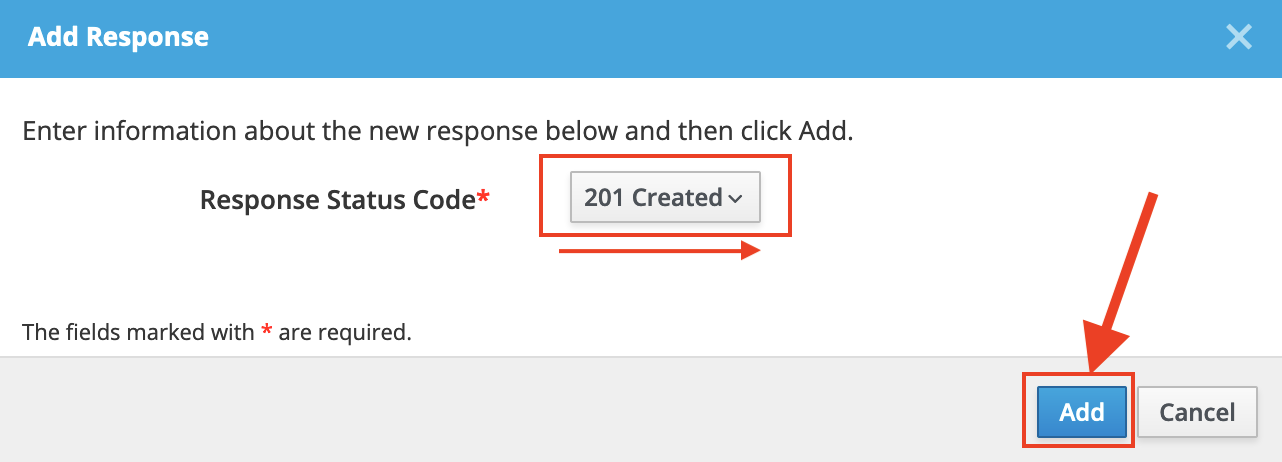 Add Response
Enter information about the new response below and then click Add.
Response Status Code* 201 Created
The fields marked with * are required.
Add Cancel